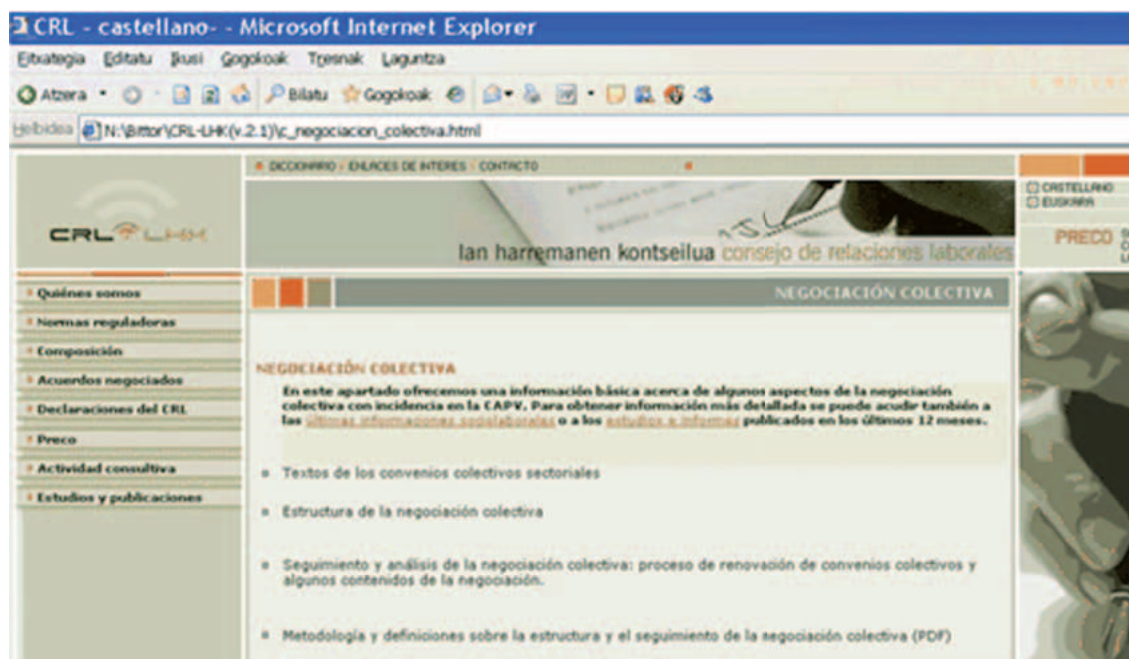 CRL - castellano- - Microsoft Internet Explorer
Fitxategia Editatu Ikusi Gogokoak Tresnak Laguntza
Atzera Bilatu Gogokoak
Helbidea N:\Bittor\CRL-LHK(v.2.1)\c_negociacion_colectiva.html
DICCIONARIO ENLACES DE INTERES CONTACTO
CASTELLANO
EUSKARA
CRL LHK
lan harremanen kontseilua consejo de relaciones laborales
PRECO
Quiénes somos
Normas reguladoras
Composición
Acuerdos negociados
Declaraciones del CRL
Preco
Actividad consultiva
Estudios y publicaciones
NEGOCIACIÓN COLECTIVA
NEGOCIACIÓN COLECTIVA
En este apartado ofrecemos una información básica acerca de algunos aspectos de la negociación
colectiva con incidencia en la CAPV. Para obtener información más detallada se puede acudir también a
las últimas informaciones sociolaborales o a los estudios e informes publicados en los últimos 12 meses.
Textos de los convenios colectivos sectoriales
Estructura de la negociación colectiva
Seguimiento y análisis de la negociación colectiva: proceso de renovación de convenios colectivos y
algunos contenidos de la negociación.
Metodología y definiciones sobre la estructura y el seguimiento de la negociación colectiva (PDF)